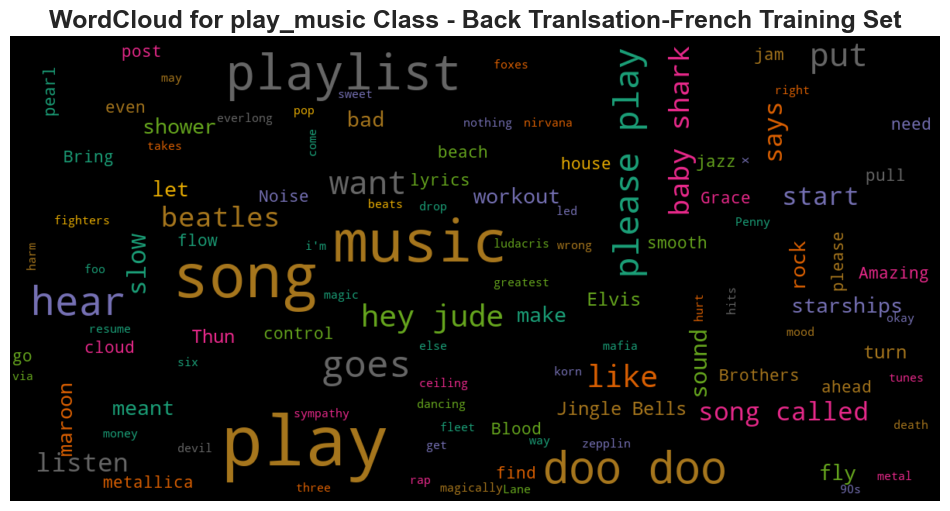 WordCloud for play_music Class - Back Tranlsation-French Training Set
post
playlist
foxes
please play
baby shark
jam
put
pearl
may
sweet
right
even
everlong
pop
bad
nothing
nirvana
says
need
shower
takes
come
beach
Bring
house
jazz
x
pull
let
Noise
want
lyrics
workout
Grace
start
beatles
beats
drop
led
Penny
fighters
flow
i'm
music
ludacris
wrong
smooth
harm
slow
foo
song
greatest
rock
please
Amazing
hear
magic
Elvis
hurt
hits
starships
resume
Thun
control
hey jude
make
okay
cloud
else
mafia
mood
go
six
goes
turn
via
ceiling
korn
like
sound
Brothers
ahead
tunes
maroon
meant
sympathy
dancing
Jingle Bells
song called
money
play
fleet
Blood
death
devil
get
way
zepplin
listen
doo doo
metallica
three
rap
magically
find
Lane
fly
metal
90s